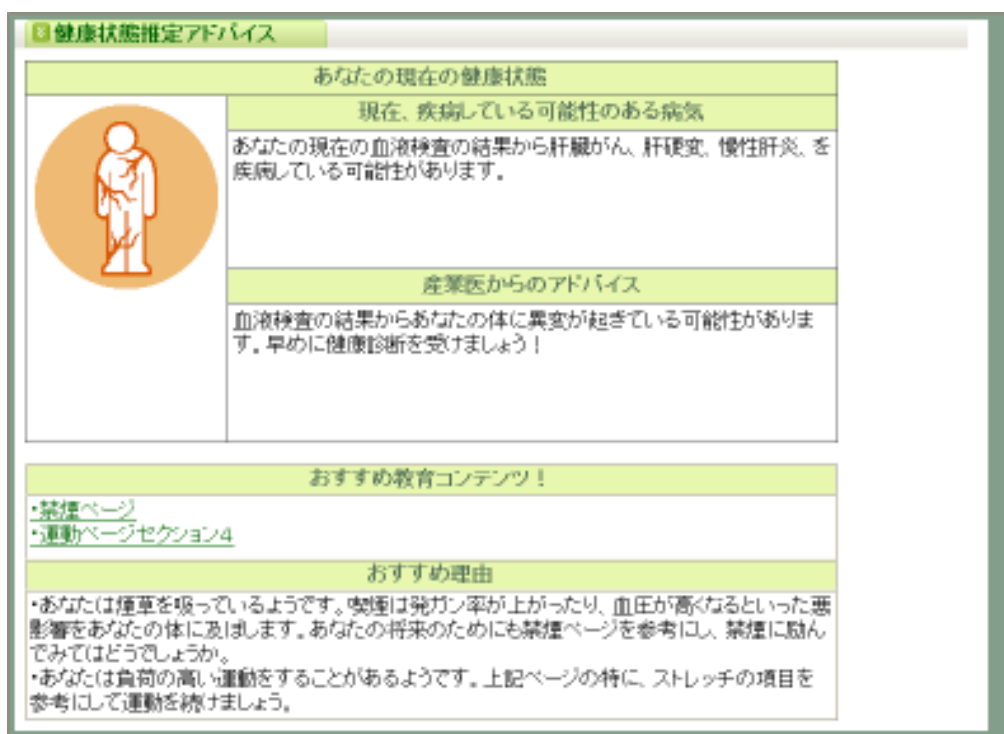 健康状態推定アドバイス
あなたの現在の健康状態
現在、疾病している可能性のある病気
あなたの現在の血液検査の結果から肝臓がん、肝硬変、慢性肝炎、を
疾病している可能性があります。
産業医からのアドバイス
血液検査の結果からあなたの体に異変が起きている可能性がありま
す。早めに健康診断を受けましょう！
おすすめ教育コンテンツ！
・禁煙ページ
・運動ページセクション4
おすすめ理由
・あなたは煙草を吸っているようです。喫煙は発ガン率が上がったり、血圧が高くなるといった悪
影響をあなたの体に及ぼします。あなたの将来のためにも禁煙ページを参考にし、禁煙に励ん
でみてはどうでしょうか。
・あなたは負荷の高い運動をすることがあるようです。上記ページの特に、ストレッチの項目を
参考にして運動を続けましょう。